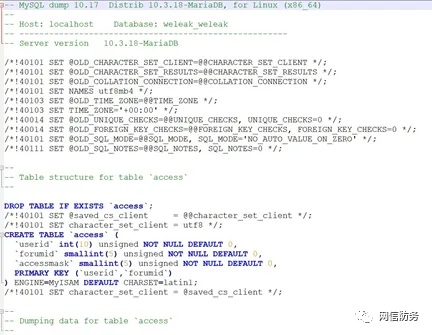 -- MySQL dump 10.17  Distrib 10.3.18-MariaDB, for Linux (x86_64)
--
-- Host: localhost    Database: weleak_weleak
-- ------------------------------------------------------
-- Server version   10.3.18-MariaDB

/*!40101 SET @OLD_CHARACTER_SET_CLIENT=@@CHARACTER_SET_CLIENT */;
/*!40101 SET @OLD_CHARACTER_SET_RESULTS=@@CHARACTER_SET_RESULTS */;
/*!40101 SET @OLD_COLLATION_CONNECTION=@@COLLATION_CONNECTION */;
/*!40101 SET NAMES utf8mb4 */;
/*!40103 SET @OLD_TIME_ZONE=@@TIME_ZONE */;
/*!40103 SET TIME_ZONE='+00:00' */;
/*!40014 SET @OLD_UNIQUE_CHECKS=@@UNIQUE_CHECKS, UNIQUE_CHECKS=0 */;
/*!40014 SET @OLD_FOREIGN_KEY_CHECKS=@@FOREIGN_KEY_CHECKS, FOREIGN_KEY_CHECKS=0 */;
/*!40101 SET @OLD_SQL_MODE=@@SQL_MODE, SQL_MODE='NO_AUTO_VALUE_ON_ZERO' */;
/*!40111 SET @OLD_SQL_NOTES=@@SQL_NOTES, SQL_NOTES=0 */;

--
-- Table structure for table `access`
--

DROP TABLE IF EXISTS `access`;
/*!40101 SET @saved_cs_client     = @@character_set_client */;
/*!40101 SET character_set_client = utf8 */;
CREATE TABLE `access` (
  `userid` int(10) unsigned NOT NULL DEFAULT 0,
  `forumid` smallint(5) unsigned NOT NULL DEFAULT 0,
  `accessmask` smallint(5) unsigned NOT NULL DEFAULT 0,
  PRIMARY KEY (`userid`,`forumid`)
) ENGINE=MyISAM DEFAULT CHARSET=latin1;
/*!40101 SET character_set_client = @saved_cs_client */;

--
-- Dumping data for table `access`
网信防务